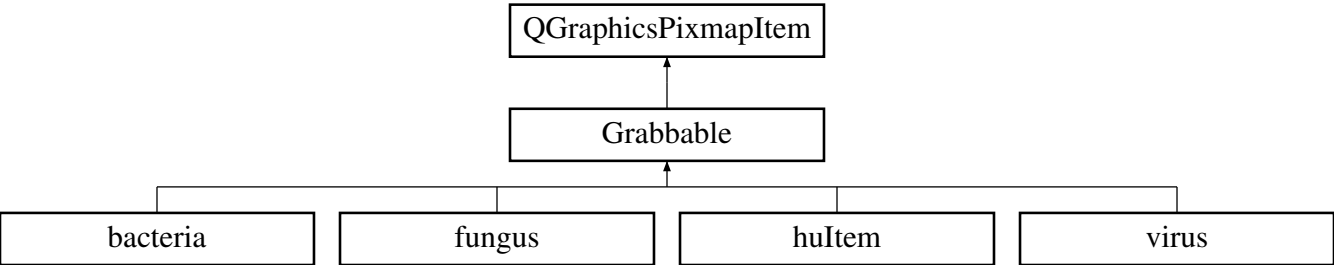 QGraphicsPixmapItem
Grabbable
bacteria
fungus
huItem
virus